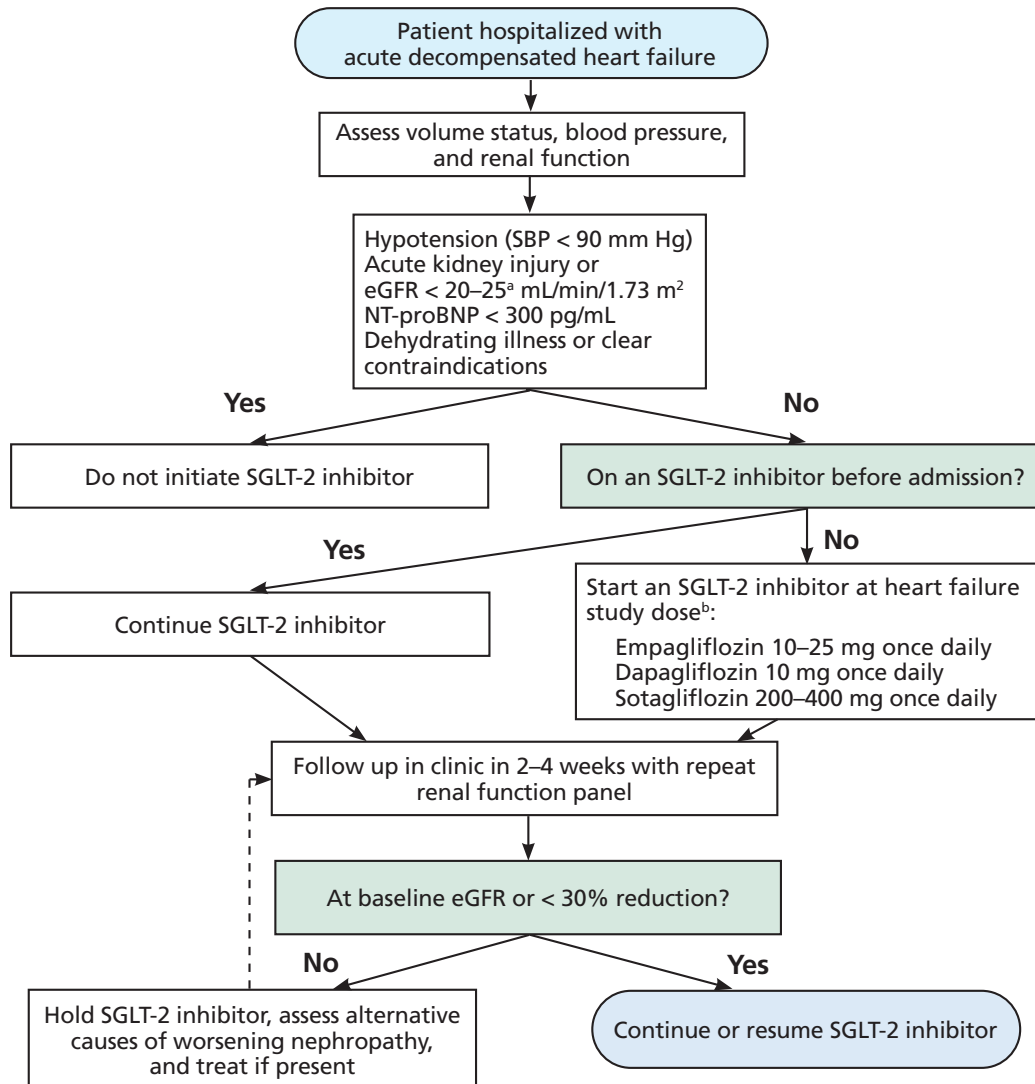 Patient hospitalized with
acute decompensated heart failure
Assess volume status, blood pressure,
and renal function
Hypotension (SBP < 90 mm Hg)
Acute kidney injury or
eGFR < 20–25ᵃ mL/min/1.73 m²
NT-proBNP < 300 pg/mL
Dehydrating illness or clear
contraindications
Yes
No
Do not initiate SGLT-2 inhibitor
On an SGLT-2 inhibitor before admission?
Yes
No
Continue SGLT-2 inhibitor
Start an SGLT-2 inhibitor at heart failure
study doseᵇ:
Empagliflozin 10–25 mg once daily
Dapagliflozin 10 mg once daily
Sotagliflozin 200–400 mg once daily
Follow up in clinic in 2–4 weeks with repeat
renal function panel
At baseline eGFR or < 30% reduction?
No
Yes
Hold SGLT-2 inhibitor, assess alternative
causes of worsening nephropathy,
and treat if present
Continue or resume SGLT-2 inhibitor